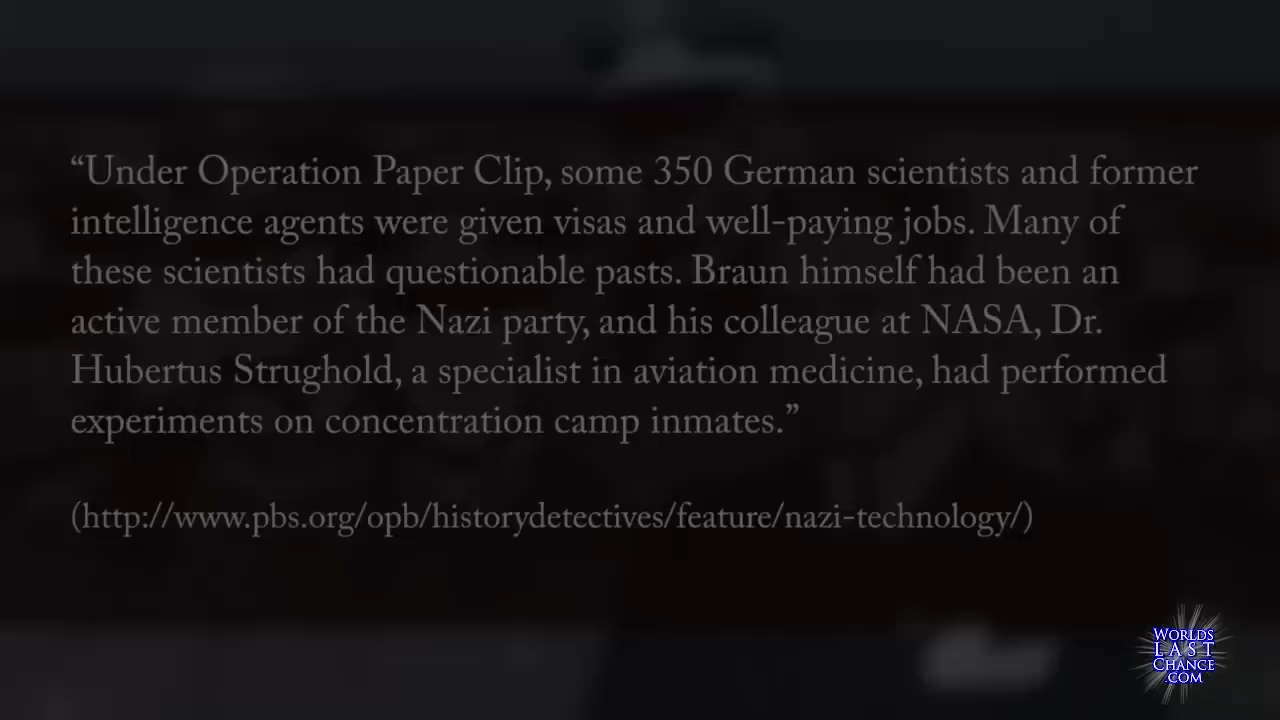 “Under Operation Paper Clip, some 350 German scientists and former
intelligence agents were given visas and well-paying jobs. Many of
these scientists had questionable pasts. Braun himself had been an
active member of the Nazi party, and his colleague at NASA, Dr.
Hubertus Strughold, a specialist in aviation medicine, had performed
experiments on concentration camp inmates.”
(http://www.pbs.org/opb/historydetectives/feature/nazi-technology/)
WORLDS
LAST
CHANCE
.COM